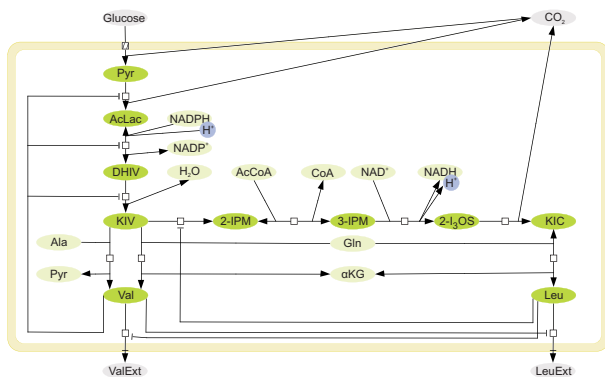 Glucose
CO₂
Pyr
AcLac
NADPH
H⁺
NADP⁺
DHIV
H₂O
AcCoA
CoA
NAD⁺
NADH
H⁺
KIV
2-IPM
3-IPM
2-I₃OS
KIC
Ala
Gln
Pyr
αKG
Val
Leu
ValExt
LeuExt